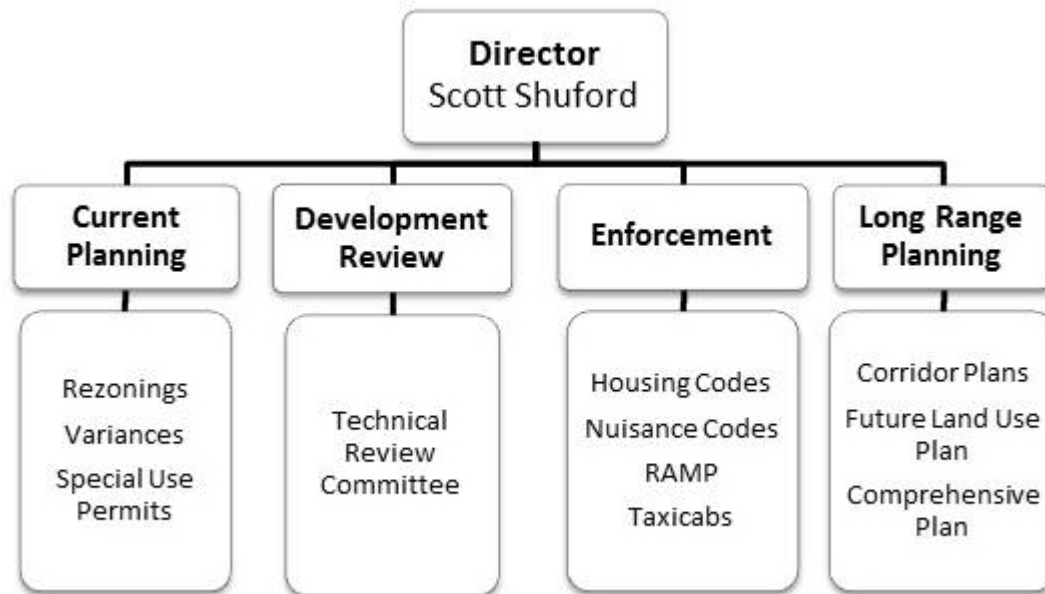 Director
Scott Shuford
Current
Planning
Development
Review
Enforcement
Long Range
Planning
Rezonings
Variances
Special Use
Permits
Technical
Review
Committee
Housing Codes
Nuisance Codes
RAMP
Taxicabs
Corridor Plans
Future Land Use
Plan
Comprehensive
Plan